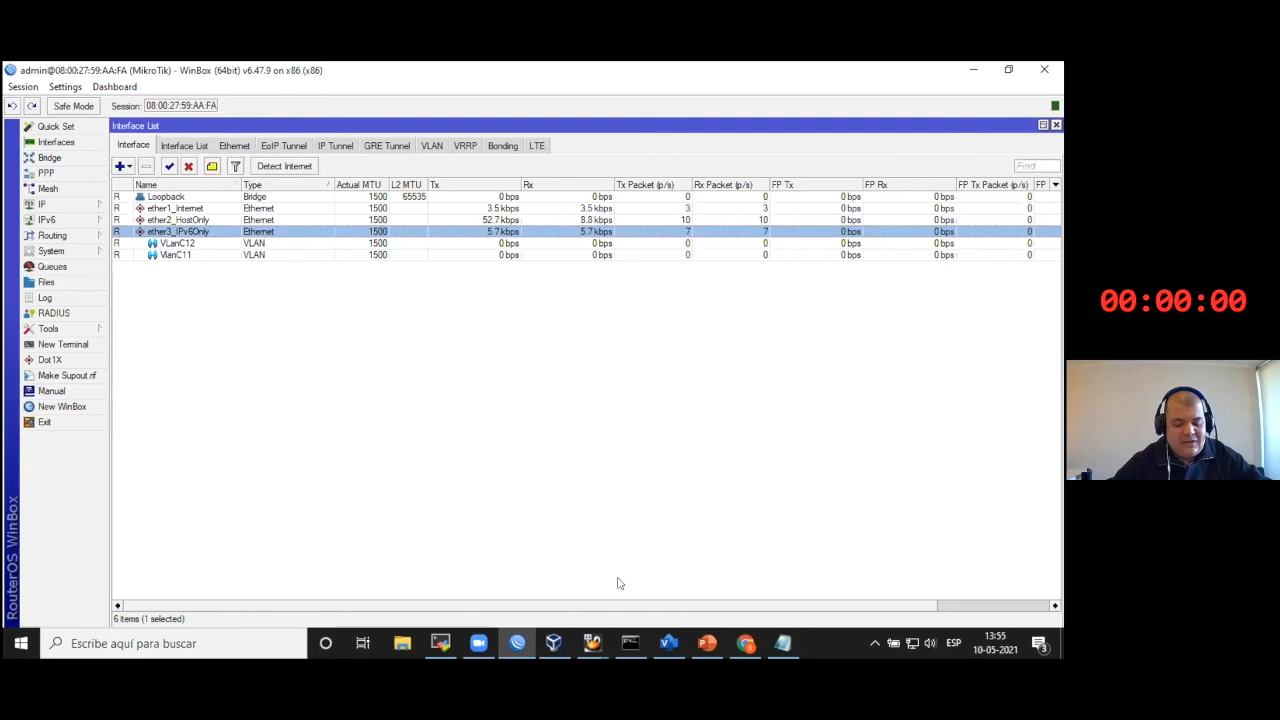 admin@08:00:27:59:AA:FA (MikroTik) - WinBox (64bit) v6.47.9 on x86 (x86)
Session Settings Dashboard
Safe Mode Session: 08:00:27:59:AA:FA
Quick Set
Interfaces
Bridge
PPP
Mesh
IP
IPv6
Routing
System
Queues
Files
Log
RADIUS
Tools
New Terminal
Dot1X
Make Supout.rif
Manual
New WinBox
Exit
RouterOS WinBox
Interface List
Interface Interface List Ethernet EoIP Tunnel IP Tunnel GRE Tunnel VLAN VRRP Bonding LTE
Detect Internet Find
Name Type Actual MTU L2 MTU Tx Rx Tx Packet (p/s) Rx Packet (p/s) FP Tx FP Rx FP Tx Packet (p/s) FP
R Loopback Bridge 1500 65535 0 bps 0 bps 0 0 0 bps 0 bps 0
R ether1_Internet Ethernet 1500 3.5 kbps 3.5 kbps 3 3 0 bps 0 bps 0
R ether2_HostOnly Ethernet 1500 52.7 kbps 8.8 kbps 10 10 0 bps 0 bps 0
R ether3_IPv6Only Ethernet 1500 5.7 kbps 5.7 kbps 7 7 0 bps 0 bps 0
R VLanC12 VLAN 1500 0 bps 0 bps 0 0 0 bps 0 bps 0
R VlanC11 VLAN 1500 0 bps 0 bps 0 0 0 bps 0 bps 0
6 items (1 selected)
00:00:00
Escribe aquí para buscar
ESP
13:55
10-05-2021
3